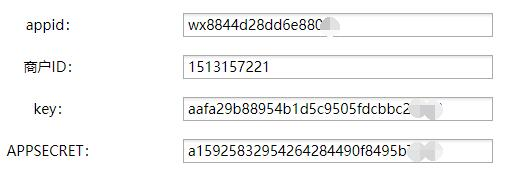 appid： wx8844d28dd6e880
商户ID： 1513157221
key： aafa29b88954b1d5c9505fdcbbc2
APPSECRET： a15925832954264284490f8495b